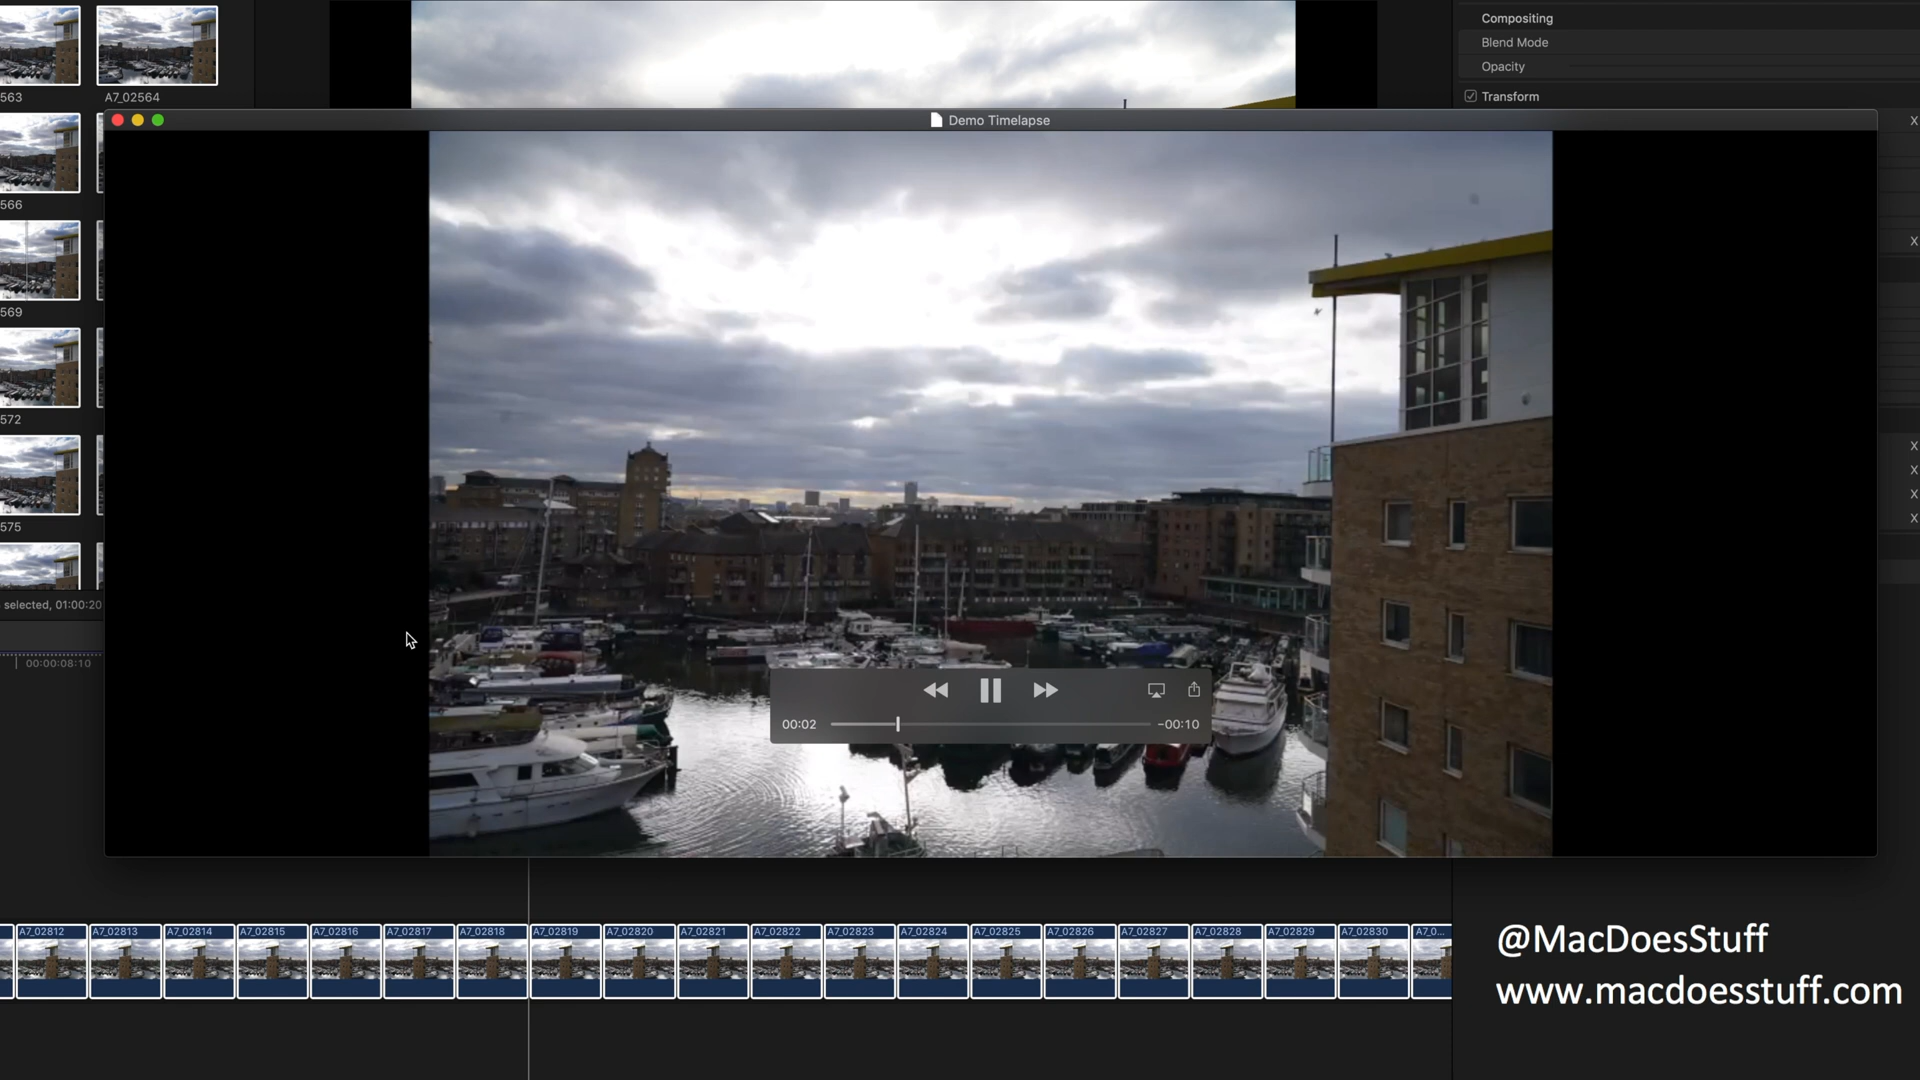 563
A7_02564
566
569
572
575
selected, 01:00:20
00:00:08:10
Compositing
Blend Mode
Opacity
Transform
X
X
X
X
X
X
Demo Timelapse
00:02
-00:10
A7_02812
A7_02813
A7_02814
A7_02815
A7_02816
A7_02817
A7_02818
A7_02819
A7_02820
A7_02821
A7_02822
A7_02823
A7_02824
A7_02825
A7_02826
A7_02827
A7_02828
A7_02829
A7_02830
A7_0...
@MacDoesStuff
www.macdoesstuff.com